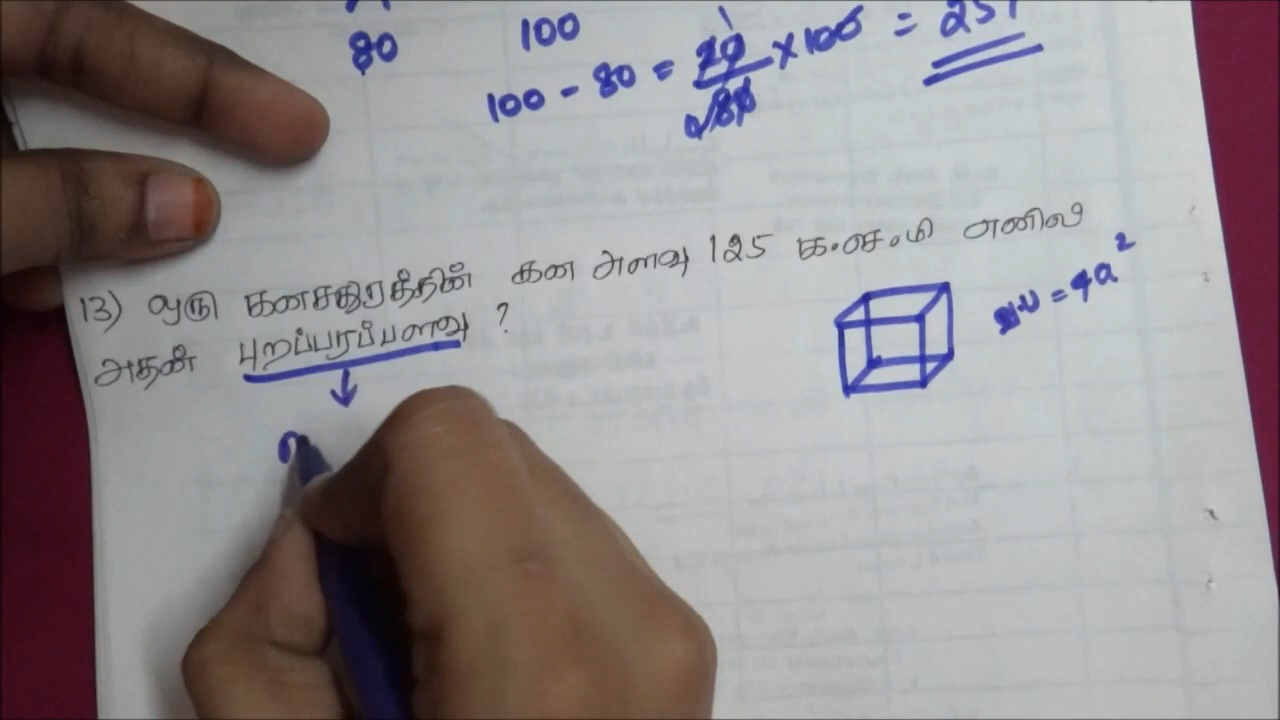 80 100
100 - 80 = 20/80 x 100 = 25%
13) ஒரு கனசதுரத்தின் கன அளவு 125 க.செ.மி எனில்
அதன் புறப்பரப்பளவு ?
= 4a²